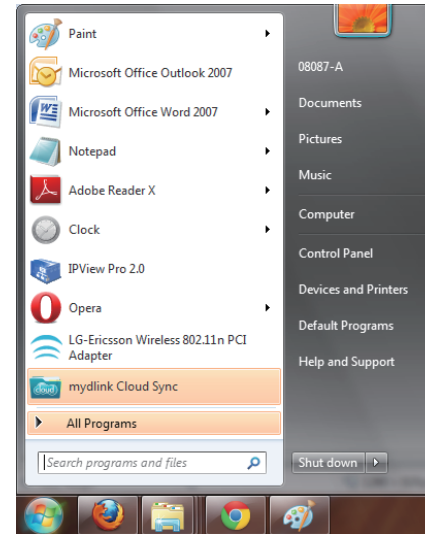 Paint
Microsoft Office Outlook 2007
Microsoft Office Word 2007
Notepad
Adobe Reader X
Clock
IPView Pro 2.0
Opera
LG-Ericsson Wireless 802.11n PCI
Adapter
cloud
mydlink Cloud Sync
All Programs
Search programs and files
08087-A
Documents
Pictures
Music
Computer
Control Panel
Devices and Printers
Default Programs
Help and Support
Shut down